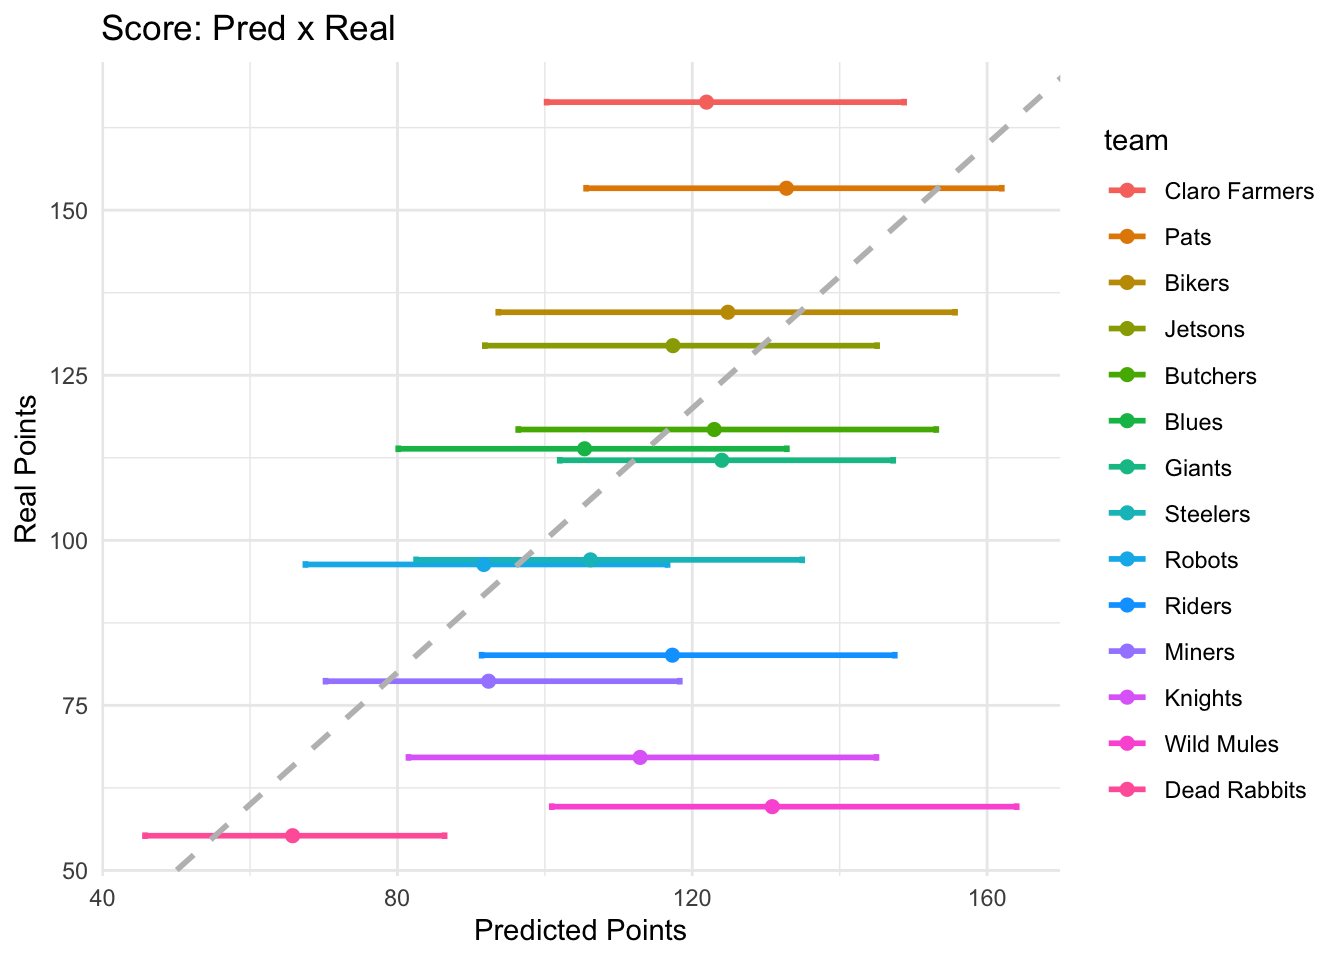 Score: Pred x Real
Real Points
150
125
100
75
50
40
80
120
160
Predicted Points
team
Claro Farmers
Pats
Bikers
Jetsons
Butchers
Blues
Giants
Steelers
Robots
Riders
Miners
Knights
Wild Mules
Dead Rabbits